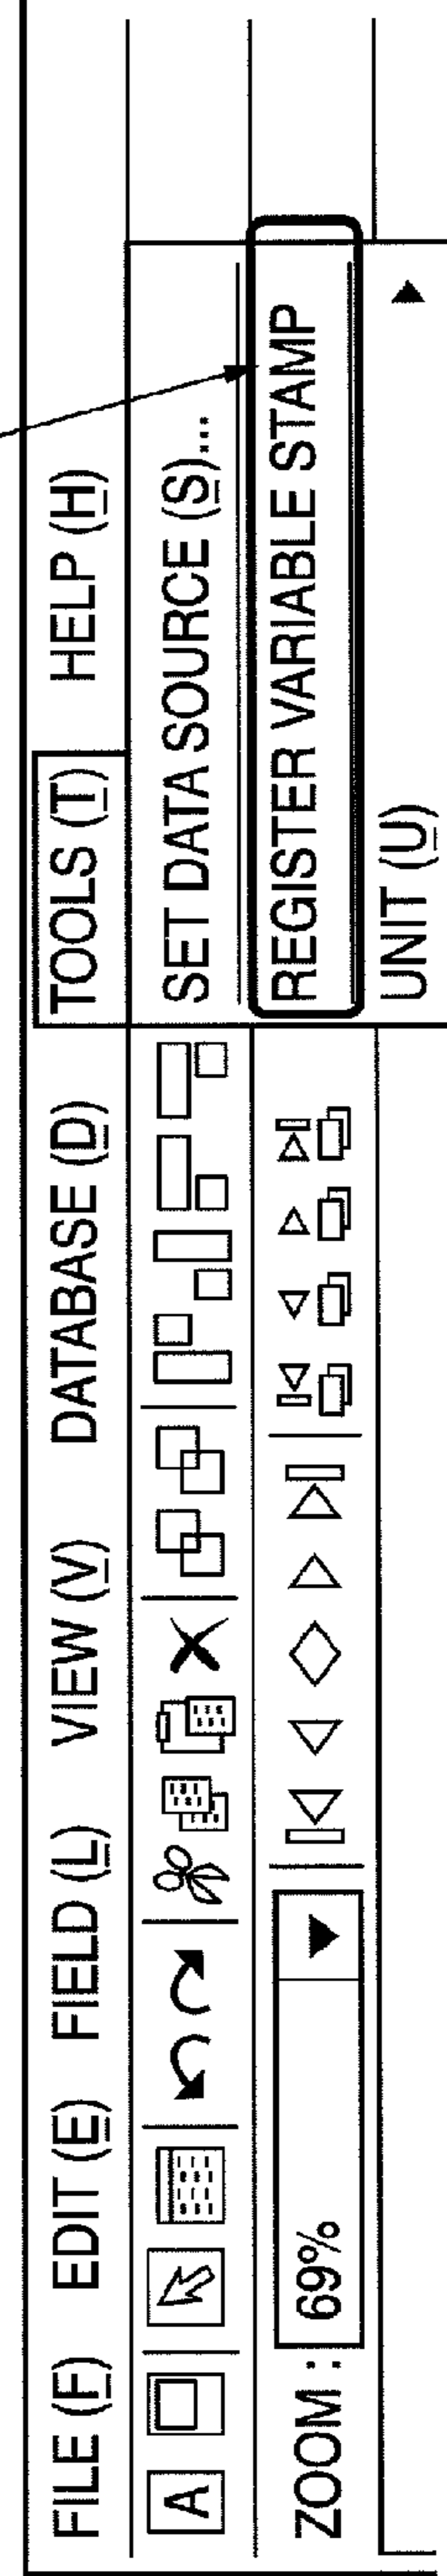 FILE (F) EDIT (E) FIELD (L) VIEW (V) DATABASE (D) TOOLS (T) HELP (H)
A
SET DATA SOURCE (S)...
ZOOM : 69%
REGISTER VARIABLE STAMP
UNIT (U)